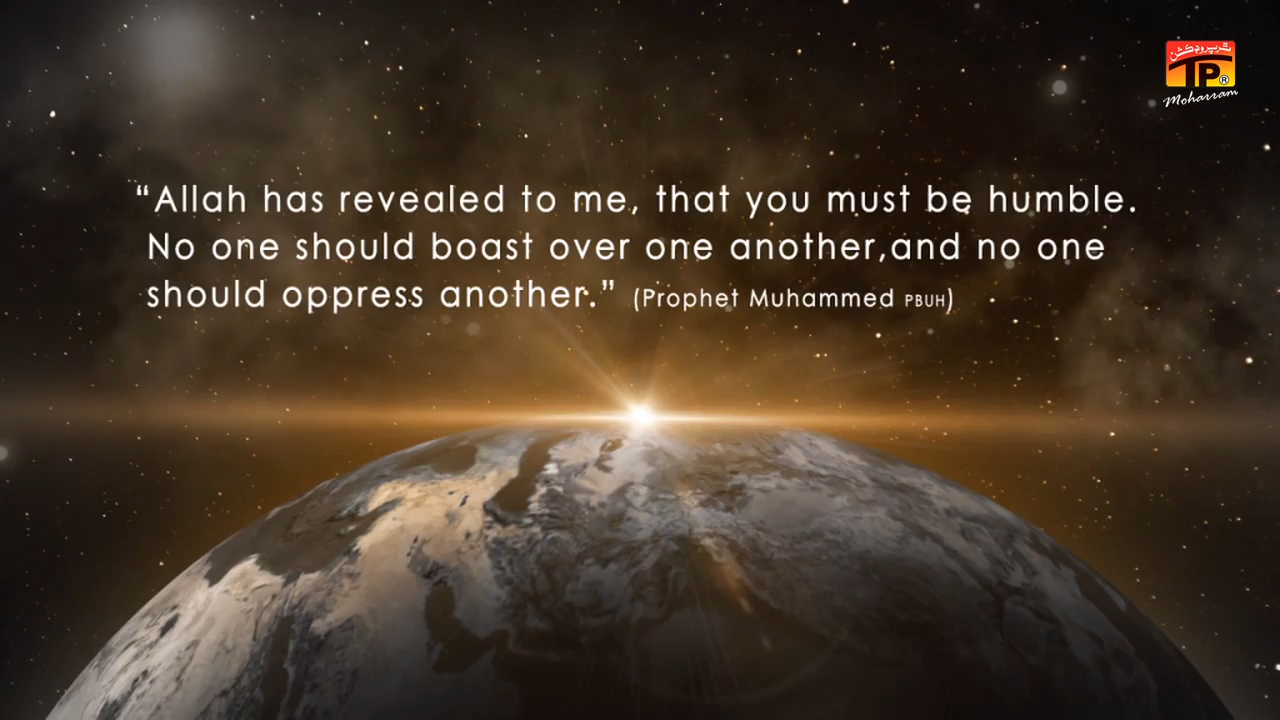 تھرپروڈکشن
TP®
Moharram
“Allah has revealed to me, that you must be humble.
No one should boast over one another,and no one
should oppress another.” (Prophet Muhammed PBUH)